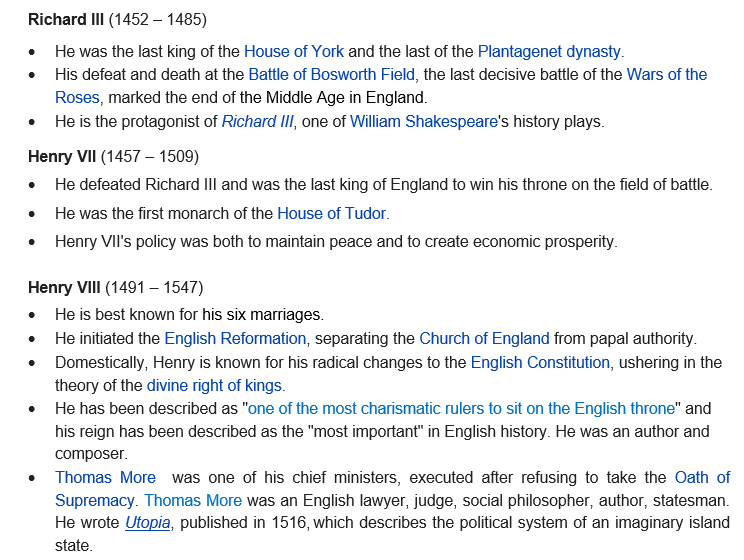 Richard III (1452 – 1485)
• He was the last king of the House of York and the last of the Plantagenet dynasty.
• His defeat and death at the Battle of Bosworth Field, the last decisive battle of the Wars of the
Roses, marked the end of the Middle Age in England.
• He is the protagonist of Richard III, one of William Shakespeare's history plays.
Henry VII (1457 – 1509)
• He defeated Richard III and was the last king of England to win his throne on the field of battle.
• He was the first monarch of the House of Tudor.
• Henry VII's policy was both to maintain peace and to create economic prosperity.
Henry VIII (1491 – 1547)
• He is best known for his six marriages.
• He initiated the English Reformation, separating the Church of England from papal authority.
• Domestically, Henry is known for his radical changes to the English Constitution, ushering in the
theory of the divine right of kings.
• He has been described as "one of the most charismatic rulers to sit on the English throne" and
his reign has been described as the "most important" in English history. He was an author and
composer.
• Thomas More was one of his chief ministers, executed after refusing to take the Oath of
Supremacy. Thomas More was an English lawyer, judge, social philosopher, author, statesman.
He wrote Utopia, published in 1516, which describes the political system of an imaginary island
state.